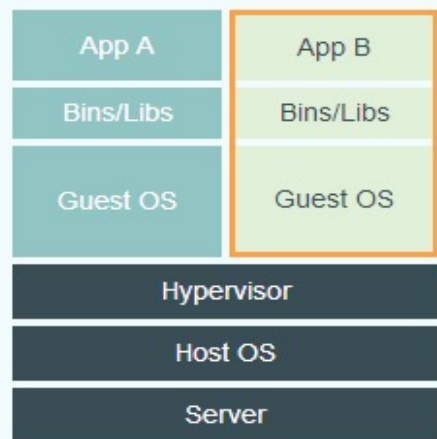 App A
App B
Bins/Libs
Bins/Libs
Guest OS
Guest OS
Hypervisor
Host OS
Server